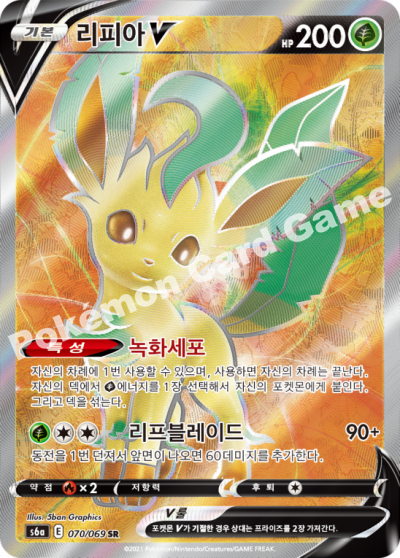 기본 리피아V HP 200
Pokémon Card Game
특성 녹화세포
자신의 차례에 1번 사용할 수 있으며, 사용하면 자신의 차례는 끝난다.
자신의 덱에서 에너지를 1장 선택해서 자신의 포켓몬에게 붙인다.
그리고 덱을 섞는다.
리프블레이드 90+
동전을 1번 던져서 앞면이 나오면 60데미지를 추가한다.
약점 ×2 저항력 후퇴
Illus. 5ban Graphics
V룰
s6a E 070/069 SR
포켓몬V가 기절한 경우 상대는 프라이즈를 2장 가져간다.
©2021 Pokémon/Nintendo/Creatures/GAME FREAK.